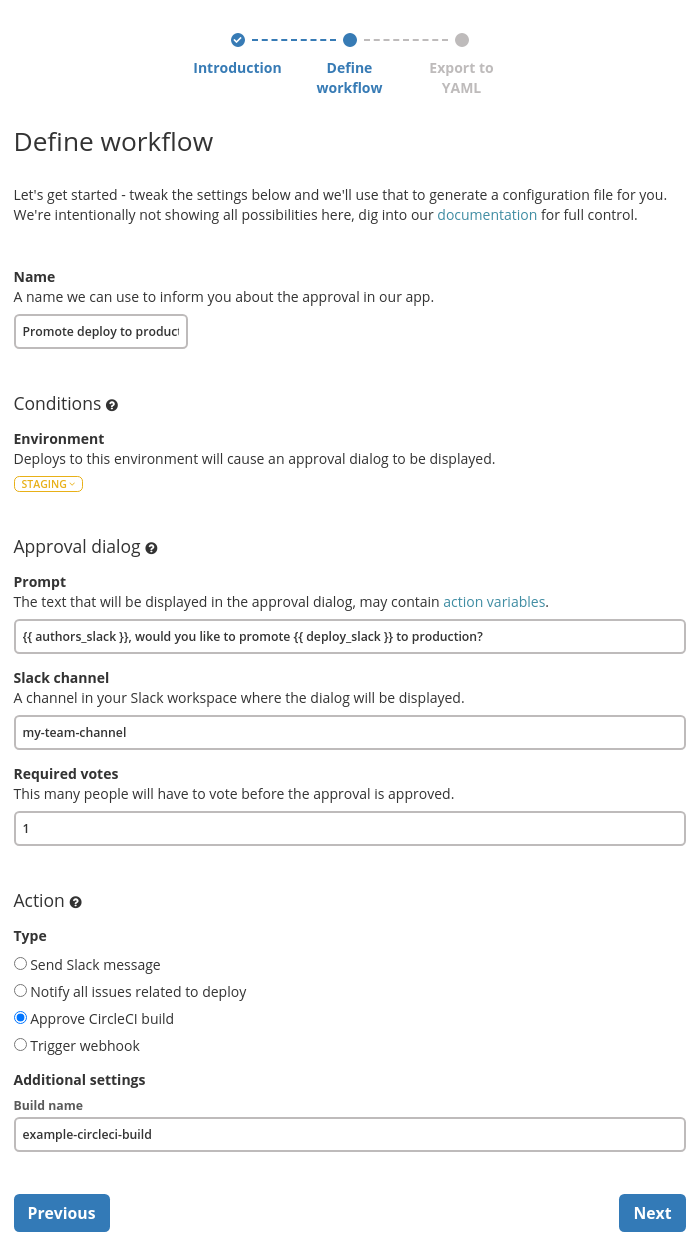 Introduction
Define
workflow
Export to
YAML
Define workflow
Let's get started - tweak the settings below and we'll use that to generate a configuration file for you.
We're intentionally not showing all possibilities here, dig into our documentation for full control.
Name
A name we can use to inform you about the approval in our app.
Promote deploy to product
Conditions
Environment
Deploys to this environment will cause an approval dialog to be displayed.
STAGING
Approval dialog
Prompt
The text that will be displayed in the approval dialog, may contain action variables.
{{ authors_slack }}, would you like to promote {{ deploy_slack }} to production?
Slack channel
A channel in your Slack workspace where the dialog will be displayed.
my-team-channel
Required votes
This many people will have to vote before the approval is approved.
1
Action
Type
Send Slack message
Notify all issues related to deploy
Approve CircleCI build
Trigger webhook
Additional settings
Build name
example-circleci-build
Previous
Next